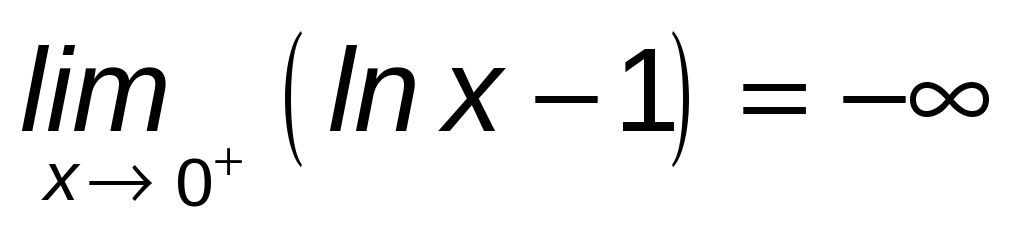 lim ( ln x − 1) = −∞
x → 0⁺